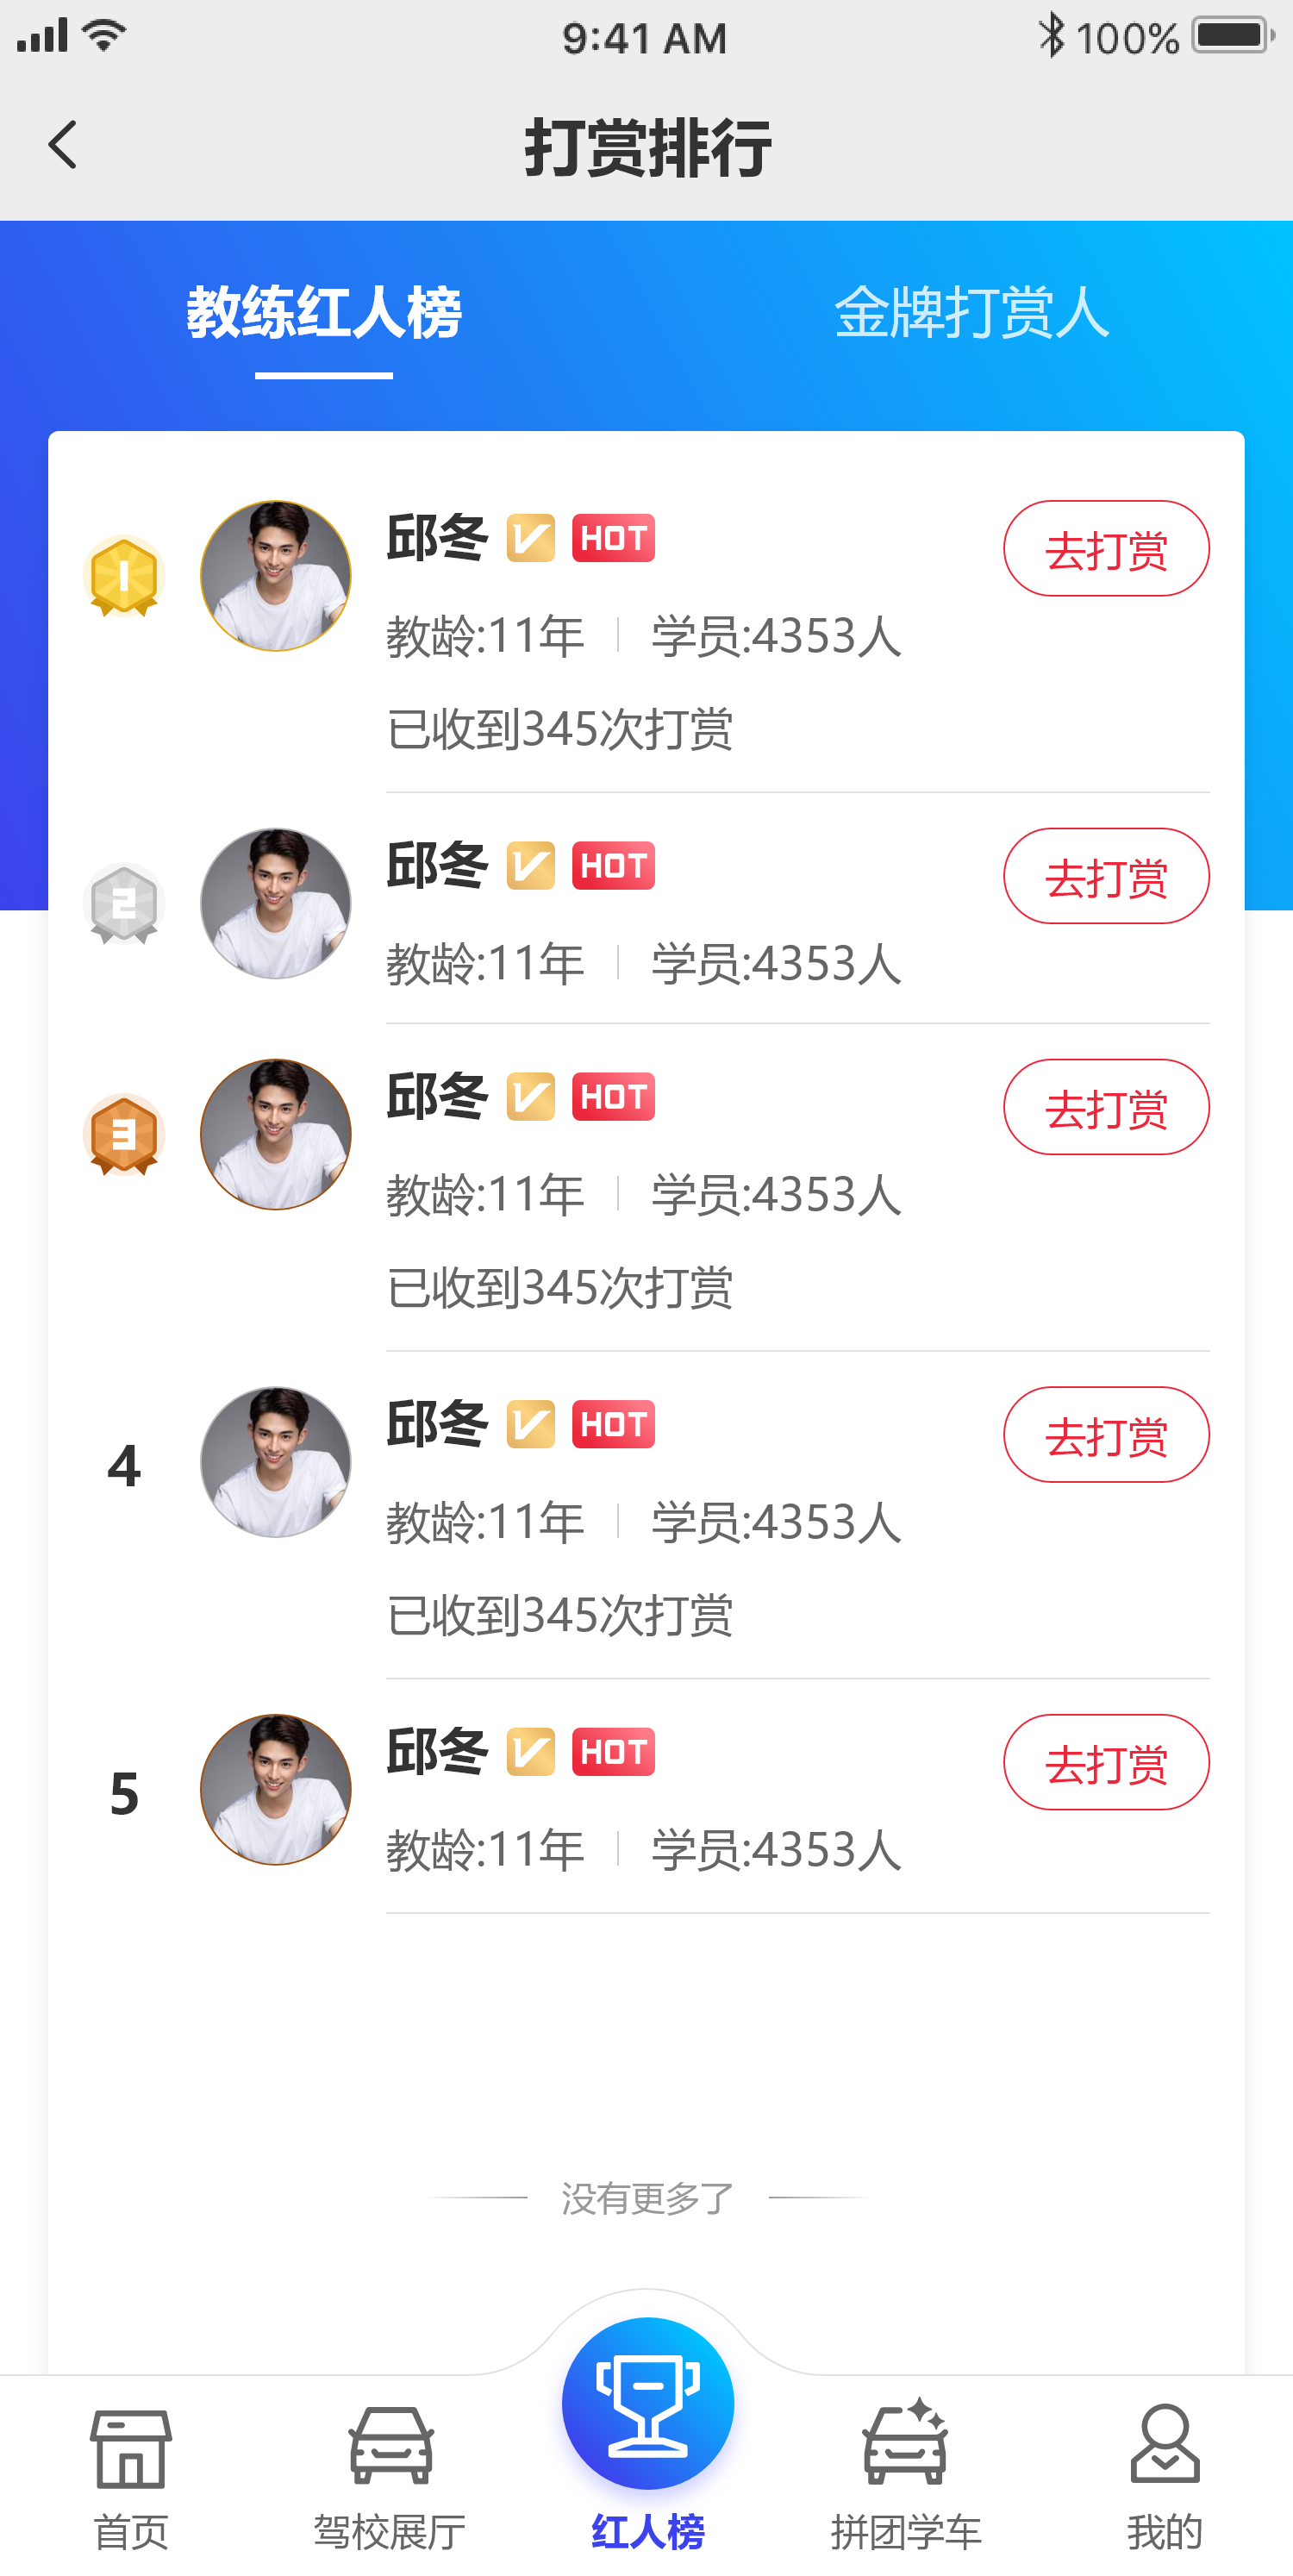 9:41 AM 100%
打赏排行
教练红人榜 金牌打赏人
1 邱冬 V HOT 去打赏
教龄:11年 学员:4353人
已收到345次打赏
2 邱冬 V HOT 去打赏
教龄:11年 学员:4353人
3 邱冬 V HOT 去打赏
教龄:11年 学员:4353人
已收到345次打赏
4 邱冬 V HOT 去打赏
教龄:11年 学员:4353人
已收到345次打赏
5 邱冬 V HOT 去打赏
教龄:11年 学员:4353人
没有更多了
首页 驾校展厅 红人榜 拼团学车 我的